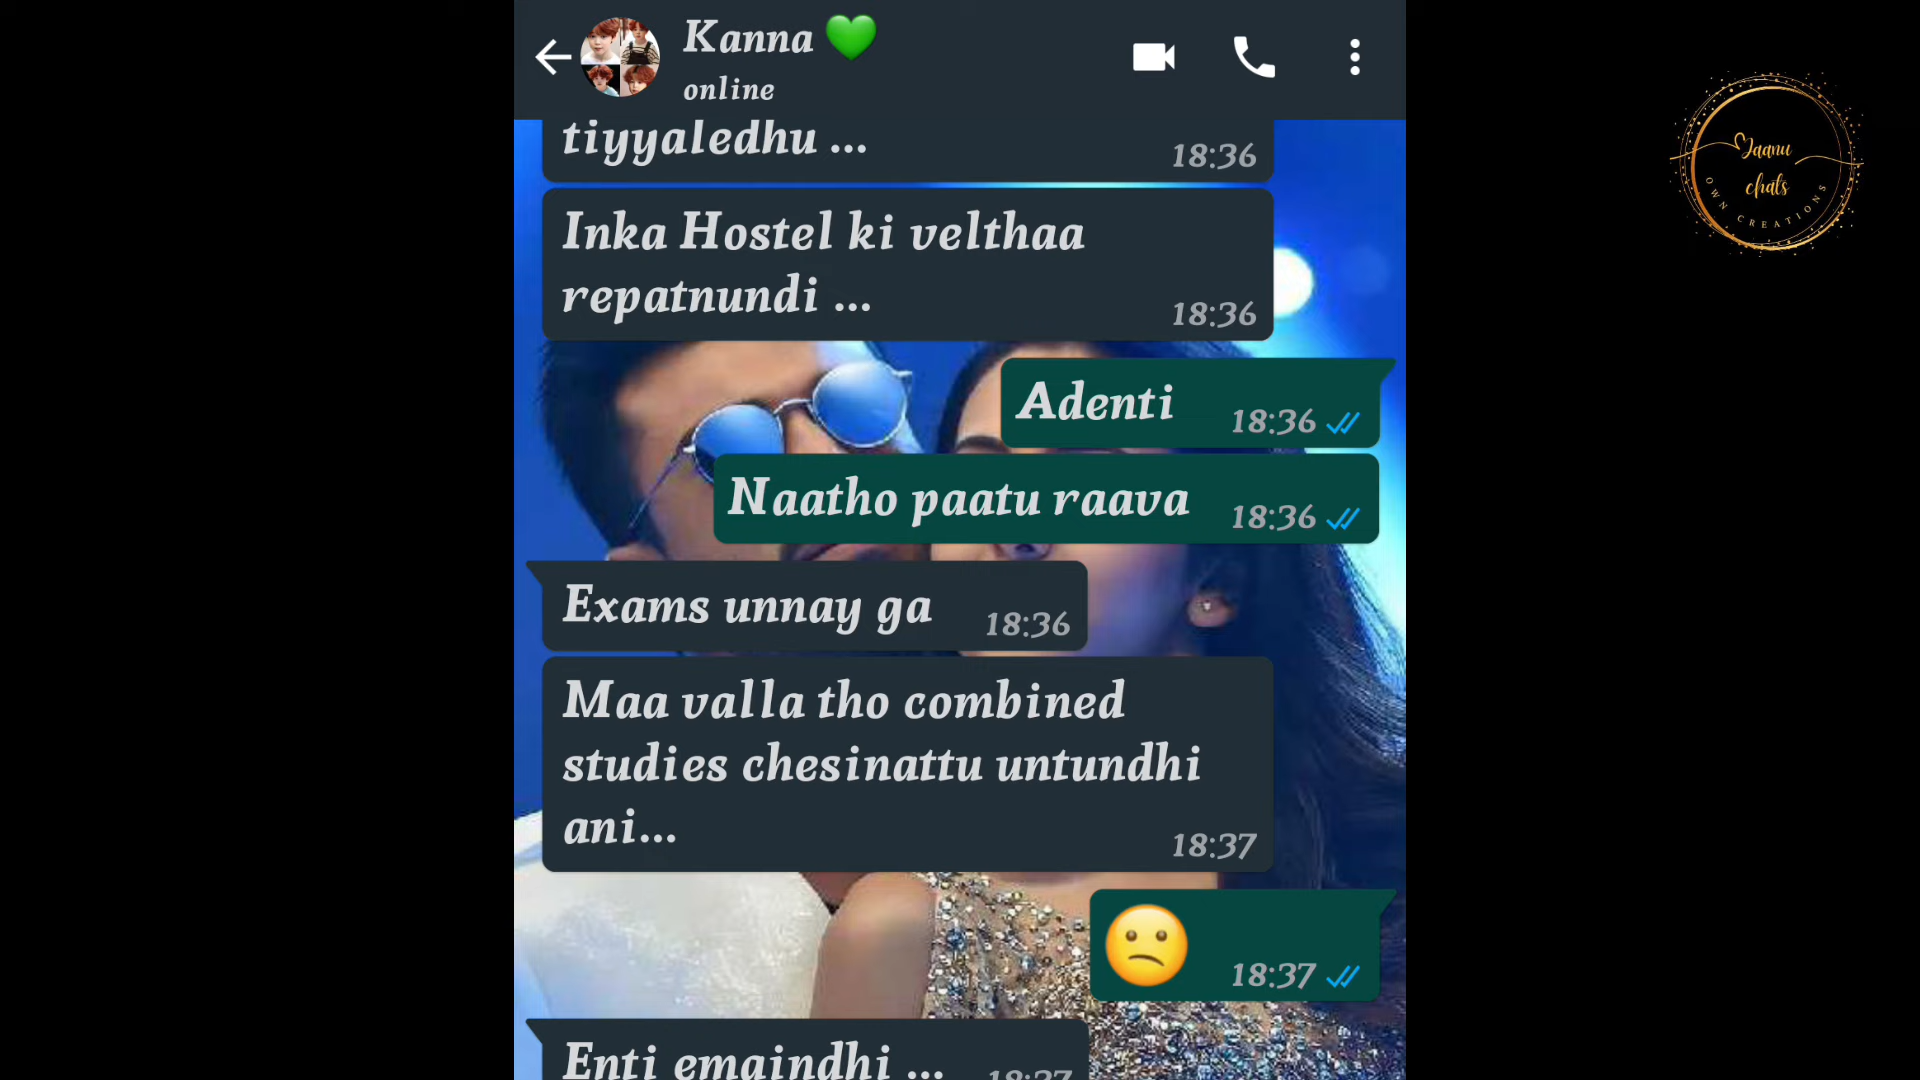 Kanna 💚
online
tiyyaledhu ...
18:36
Inka Hostel ki velthaa
repatnundi ...
18:36
Adenti 18:36
Naatho paatu raava 18:36
Exams unnay ga 18:36
Maa valla tho combined
studies chesinattu untundhi
ani...
18:37
😕 18:37
Enti emaindhi ... 18:37
Jaanu
chats
OWN CREATIONS